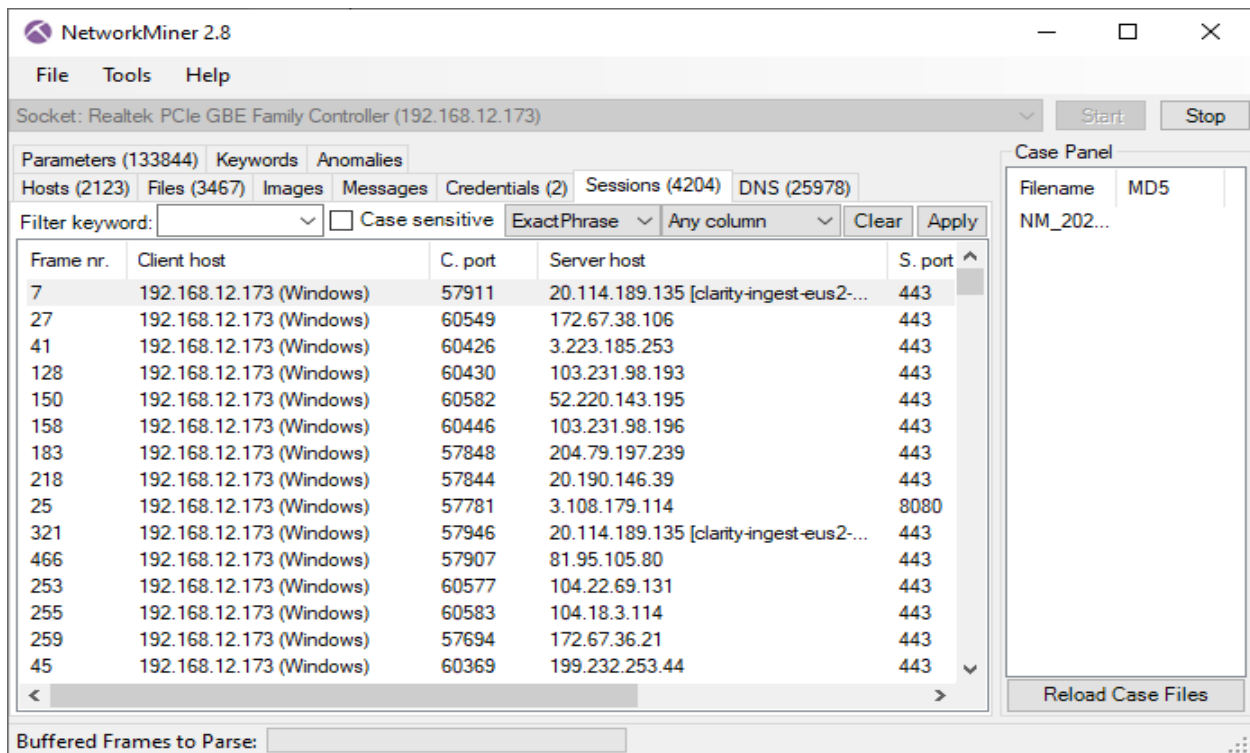 NetworkMiner 2.8
File Tools Help
Socket: Realtek PCIe GBE Family Controller (192.168.12.173) Start Stop
Parameters (133844) Keywords Anomalies
Hosts (2123) Files (3467) Images Messages Credentials (2) Sessions (4204) DNS (25978)
Filter keyword: Case sensitive ExactPhrase Any column Clear Apply
Frame nr. Client host C. port Server host S. port
7 192.168.12.173 (Windows) 57911 20.114.189.135 [clarity-ingest-eus2-... 443
27 192.168.12.173 (Windows) 60549 172.67.38.106 443
41 192.168.12.173 (Windows) 60426 3.223.185.253 443
128 192.168.12.173 (Windows) 60430 103.231.98.193 443
150 192.168.12.173 (Windows) 60582 52.220.143.195 443
158 192.168.12.173 (Windows) 60446 103.231.98.196 443
183 192.168.12.173 (Windows) 57848 204.79.197.239 443
218 192.168.12.173 (Windows) 57844 20.190.146.39 443
25 192.168.12.173 (Windows) 57781 3.108.179.114 8080
321 192.168.12.173 (Windows) 57946 20.114.189.135 [clarity-ingest-eus2-... 443
466 192.168.12.173 (Windows) 57907 81.95.105.80 443
253 192.168.12.173 (Windows) 60577 104.22.69.131 443
255 192.168.12.173 (Windows) 60583 104.18.3.114 443
259 192.168.12.173 (Windows) 57694 172.67.36.21 443
45 192.168.12.173 (Windows) 60369 199.232.253.44 443
Case Panel
Filename MD5
NM_202...
Reload Case Files
Buffered Frames to Parse: